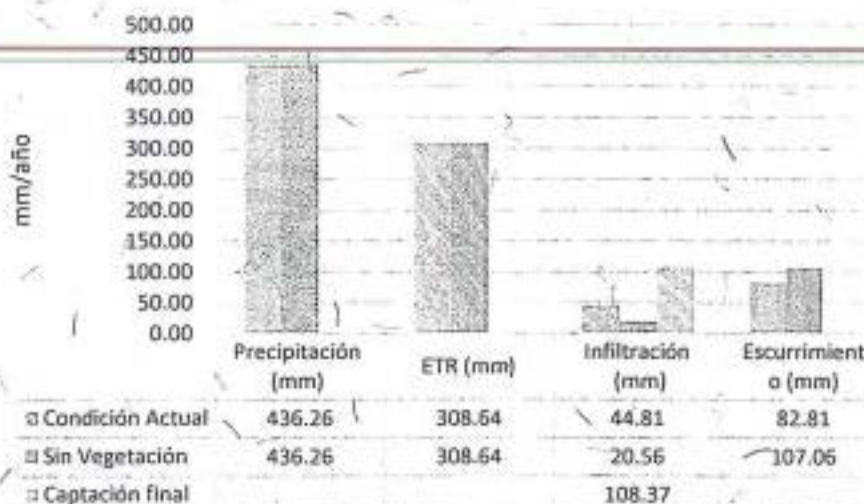 500.00
450.00
400.00
350.00
300.00
250.00
200.00
150.00
100.00
50.00
0.00
mm/año
Precipitación (mm)
ETR (mm)
Infiltración (mm)
Escurriment o (mm)
Condición Actual 436.26 308.64 44.81 82.81
Sin Vegetación 436.26 308.64 20.56 107.06
Captación final 108.37